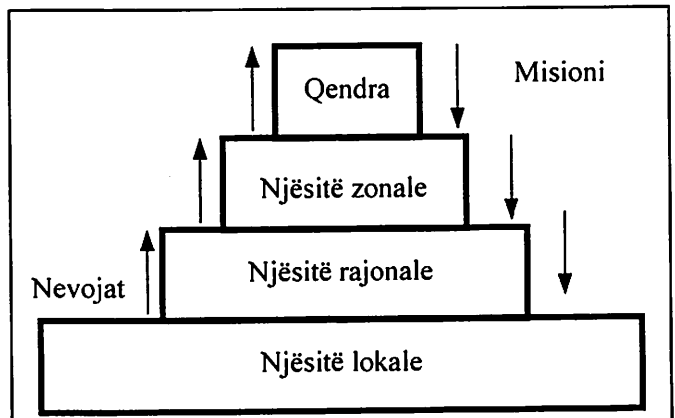 Qendra
Misioni
Njësitë zonale
Njësitë rajonale
Nevojat
Njësitë lokale